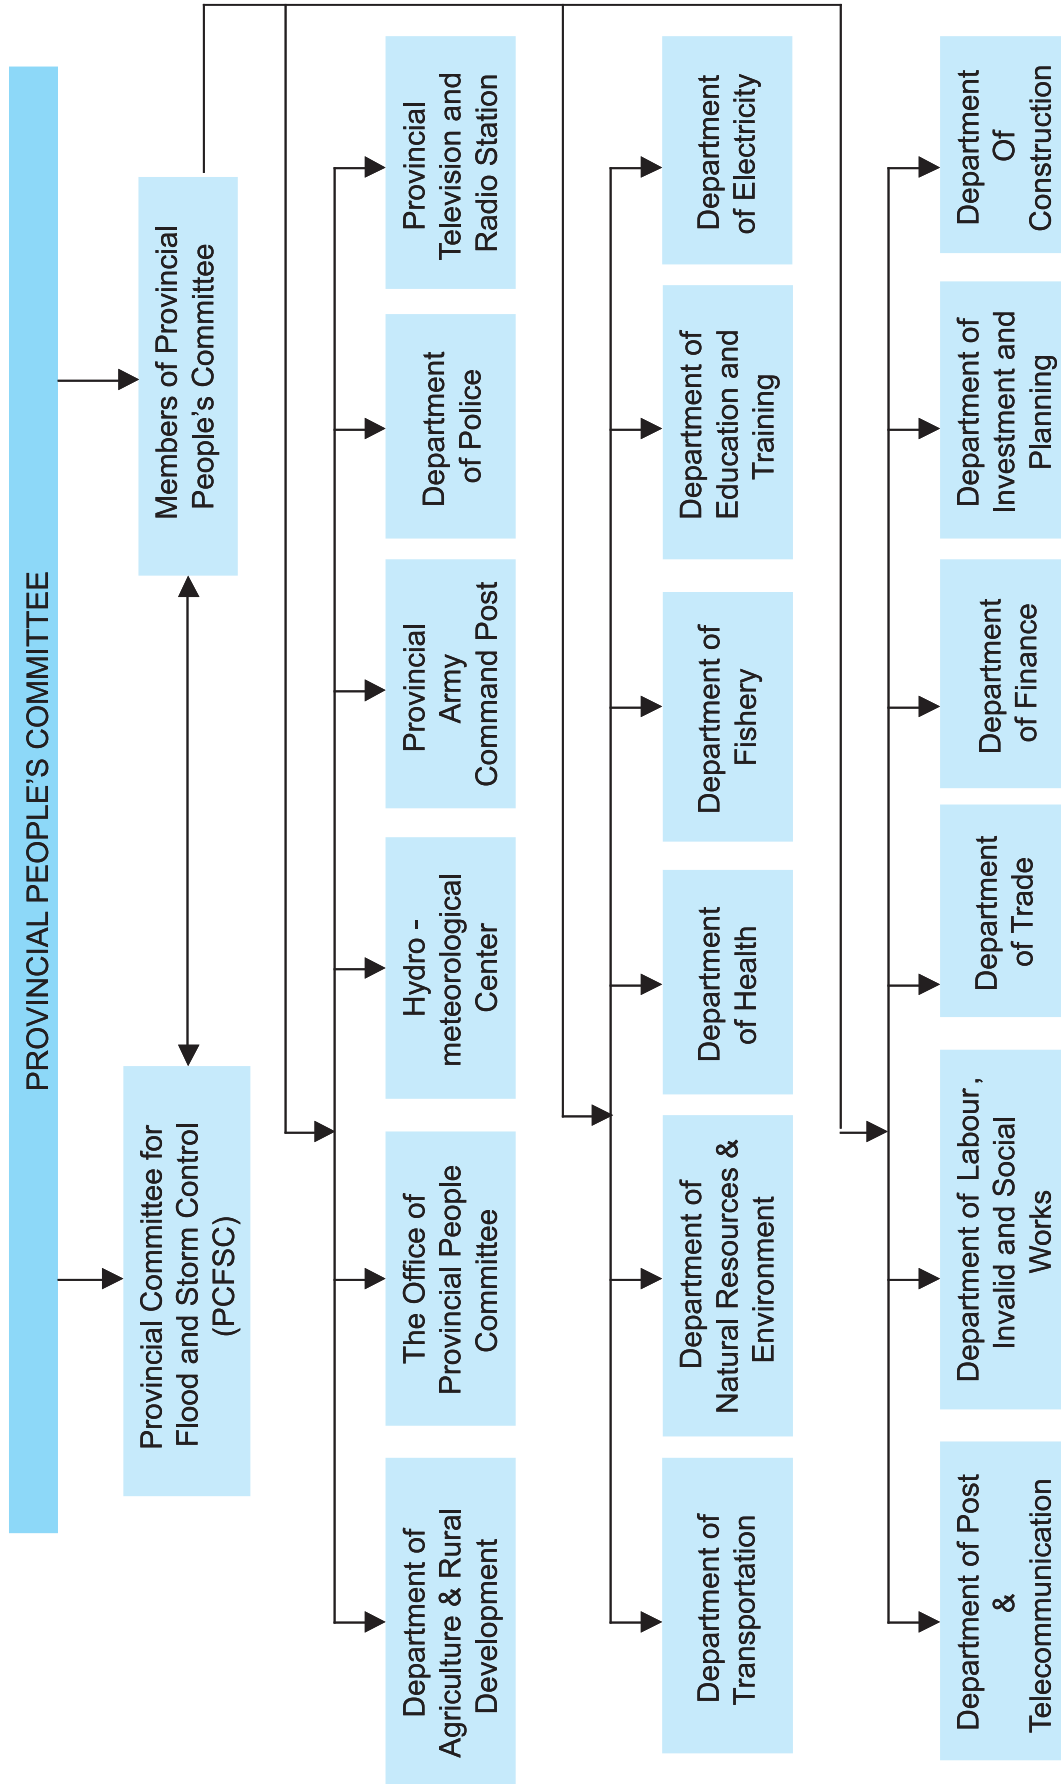 PROVINCIAL PEOPLE'S COMMITTEE
Provincial Committee for
Flood and Storm Control
(PCFSC)
Members of Provincial
People's Committee
Department of
Agriculture & Rural
Development
The Office of
Provincial People
Committee
Hydro -
meteorological
Center
Provincial
Army
Command Post
Department
of Police
Provincial
Television and
Radio Station
Department of
Transportation
Department of
Natural Resources &
Environment
Department
of Health
Department of
Fishery
Department of
Education and
Training
Department
of Electricity
Department of Post
&
Telecommunication
Department of Labour,
Invalid and Social
Works
Department
of Trade
Department
of Finance
Department of
Investment and
Planning
Department
Of
Construction